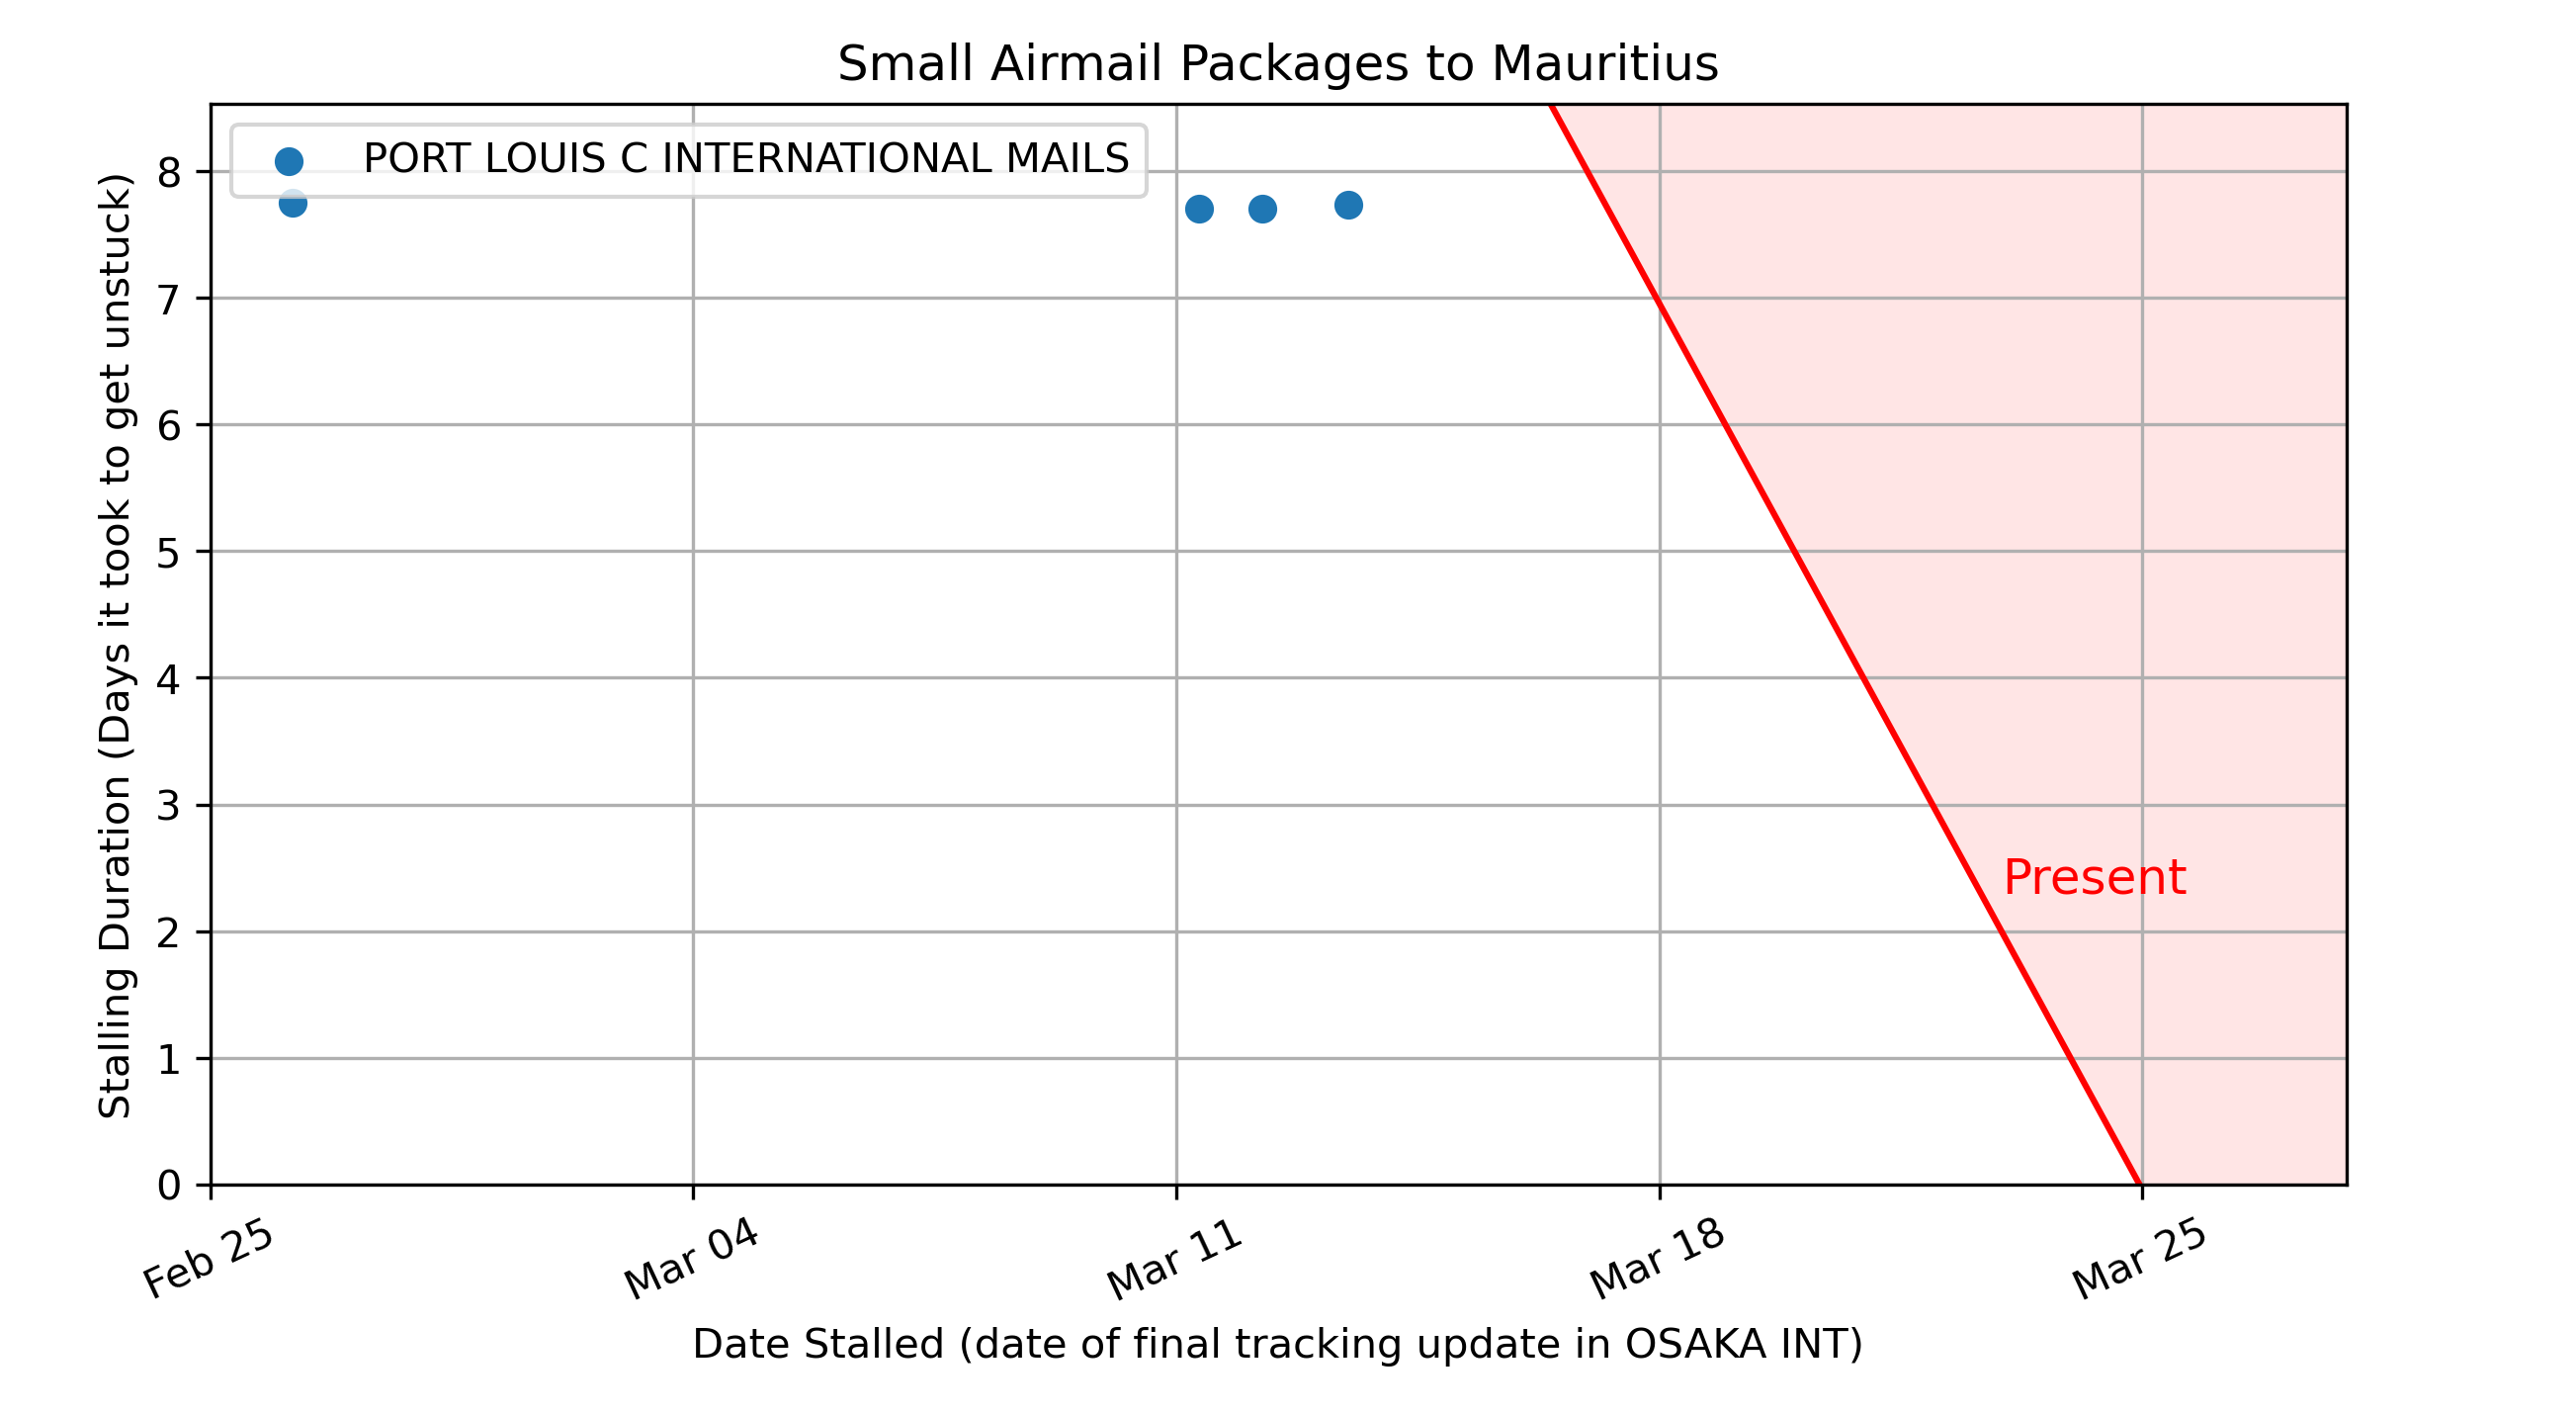 Small Airmail Packages to Mauritius
PORT LOUIS C INTERNATIONAL MAILS
Stalling Duration (Days it took to get unstuck)
8
7
6
5
4
3
2
1
0
Present
Feb 25
Mar 04
Mar 11
Mar 18
Mar 25
Date Stalled (date of final tracking update in OSAKA INT)